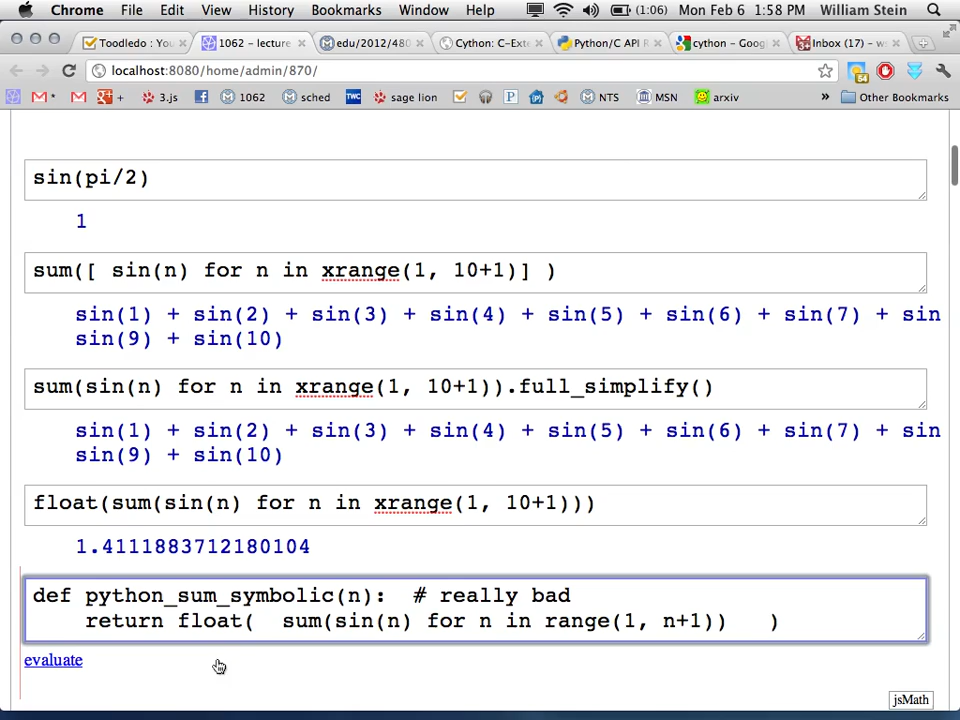 Chrome File Edit View History Bookmarks Window Help (1:06) Mon Feb 6 1:58 PM William Stein
Toodledo : You 1062 - lecture edu/2012/480 Cython: C-Exte Python/C API R cython - Goog Inbox (17) - w
localhost:8080/home/admin/870/
+ 3.js 1062 sched TWC sage lion NTS MSN arxiv » Other Bookmarks
sin(pi/2)
1
sum([ sin(n) for n in xrange(1, 10+1)] )
sin(1) + sin(2) + sin(3) + sin(4) + sin(5) + sin(6) + sin(7) + sin
sin(9) + sin(10)
sum(sin(n) for n in xrange(1, 10+1)).full_simplify()
sin(1) + sin(2) + sin(3) + sin(4) + sin(5) + sin(6) + sin(7) + sin
sin(9) + sin(10)
float(sum(sin(n) for n in xrange(1, 10+1)))
1.4111883712180104
def python_sum_symbolic(n):  # really bad
return float(  sum(sin(n) for n in range(1, n+1))   )
evaluate
jsMath